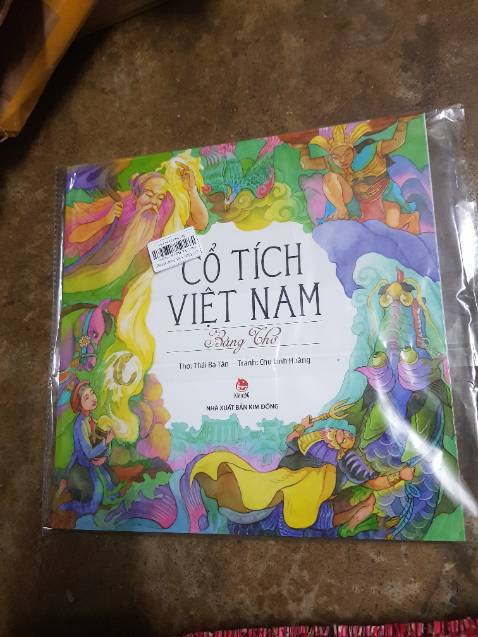 CỔ TÍCH
VIỆT NAM
Bằng Thơ
Thơ: Thái Bá Tân - Tranh: Chu Linh Hoàng
NHÀ XUẤT BẢN KIM ĐỒNG